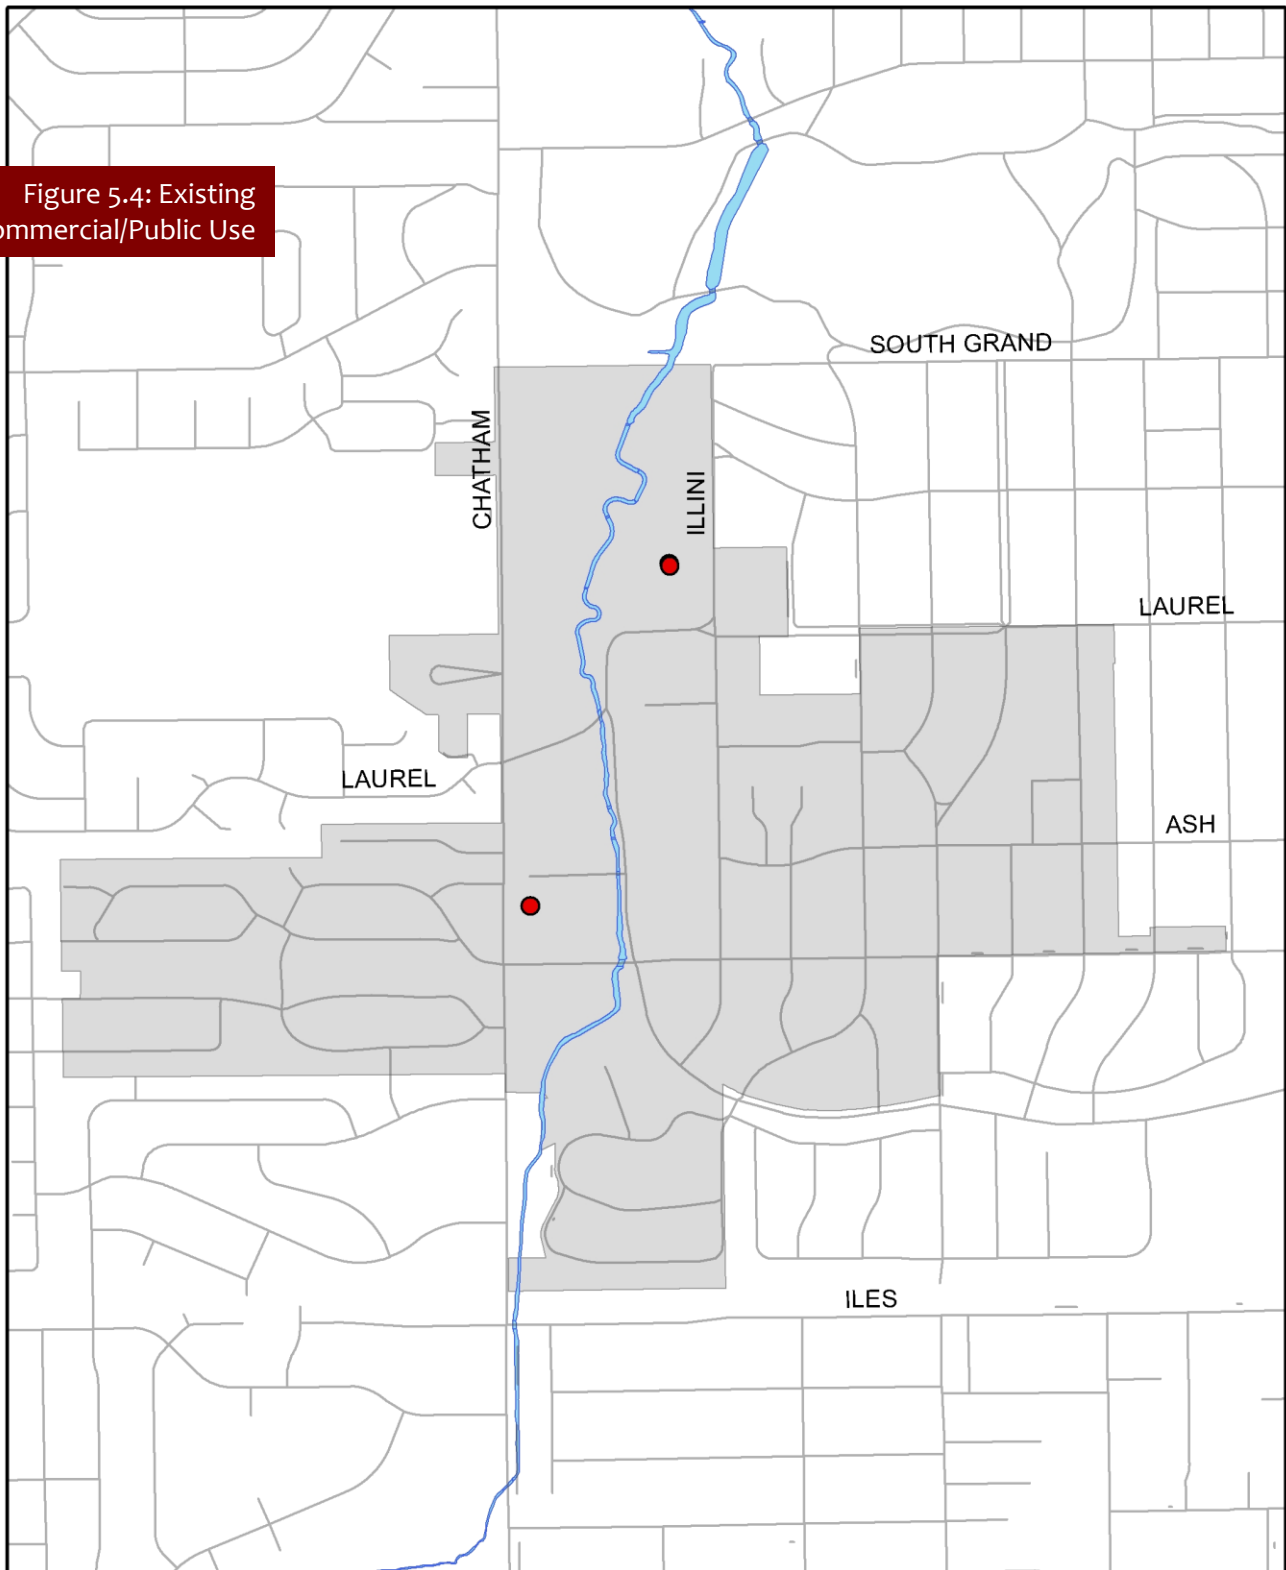 Figure 5.4: Existing
ommercial/Public Use
SOUTH GRAND
CHATHAM
ILLINI
LAUREL
LAUREL
ASH
ILES